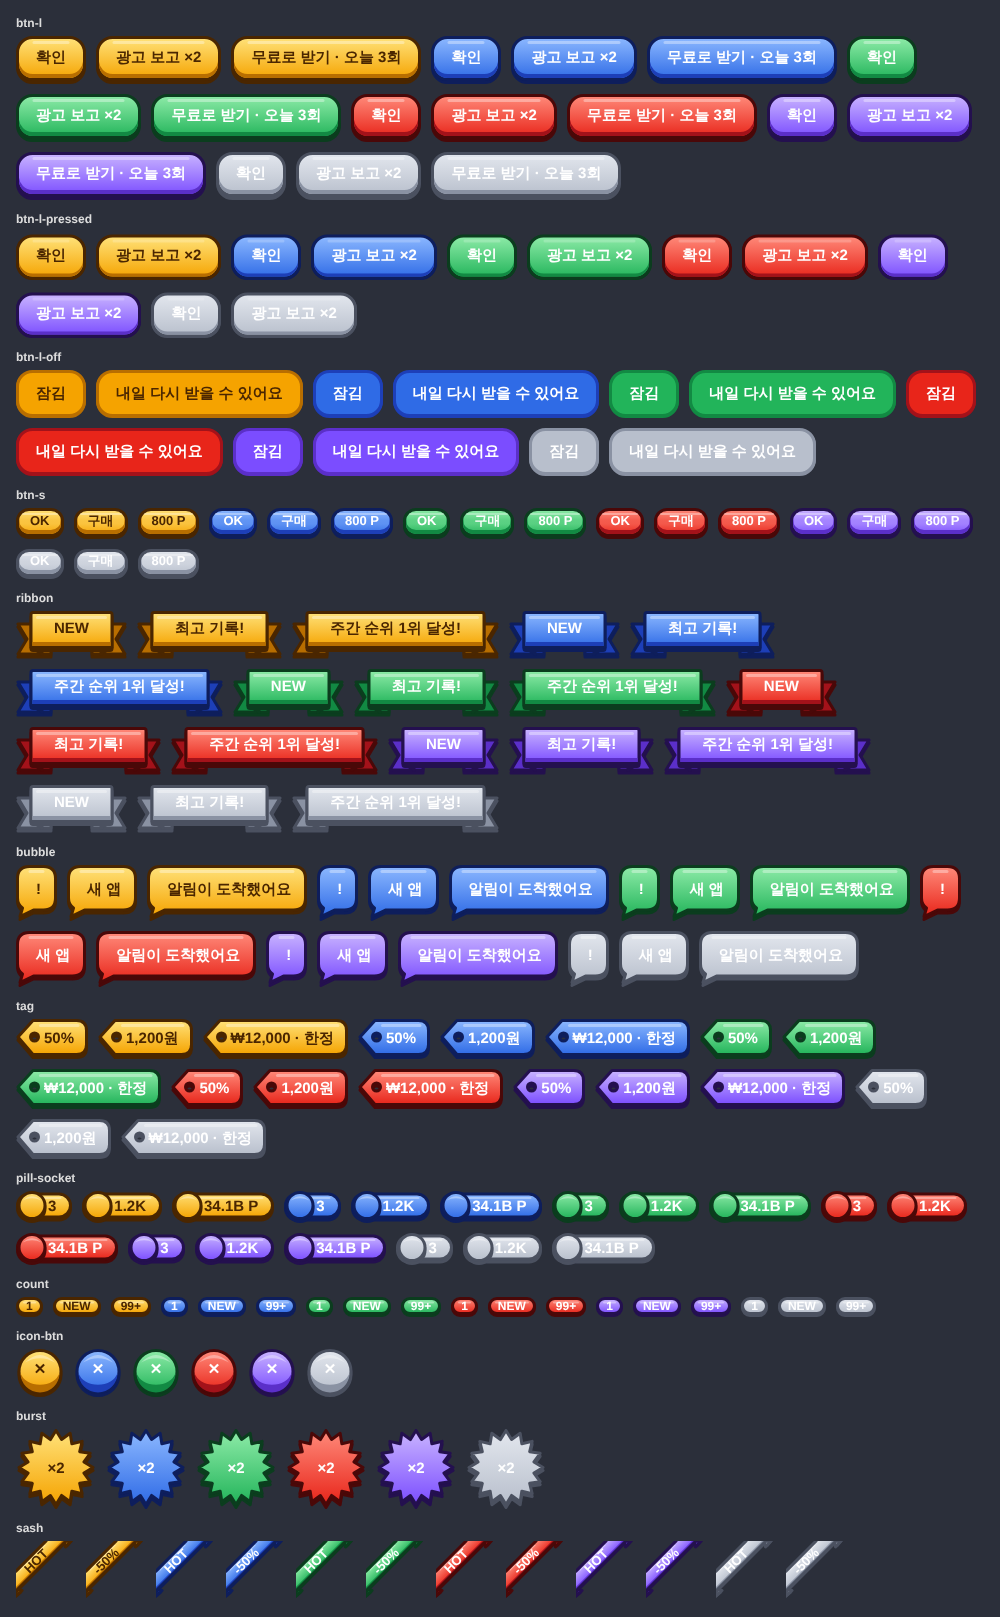 btn-l
확인 광고 보고 ×2 무료로 받기 · 오늘 3회 확인 광고 보고 ×2 무료로 받기 · 오늘 3회 확인
광고 보고 ×2 무료로 받기 · 오늘 3회 확인 광고 보고 ×2 무료로 받기 · 오늘 3회 확인 광고 보고 ×2
무료로 받기 · 오늘 3회 확인 광고 보고 ×2 무료로 받기 · 오늘 3회
btn-l-pressed
확인 광고 보고 ×2 확인 광고 보고 ×2 확인 광고 보고 ×2 확인 광고 보고 ×2 확인
광고 보고 ×2 확인 광고 보고 ×2
btn-l-off
잠김 내일 다시 받을 수 있어요 잠김 내일 다시 받을 수 있어요 잠김 내일 다시 받을 수 있어요 잠김
내일 다시 받을 수 있어요 잠김 내일 다시 받을 수 있어요 잠김 내일 다시 받을 수 있어요
btn-s
OK 구매 800 P OK 구매 800 P OK 구매 800 P OK 구매 800 P OK 구매 800 P
OK 구매 800 P
ribbon
NEW 최고 기록! 주간 순위 1위 달성! NEW 최고 기록!
주간 순위 1위 달성! NEW 최고 기록! 주간 순위 1위 달성! NEW
최고 기록! 주간 순위 1위 달성! NEW 최고 기록! 주간 순위 1위 달성!
NEW 최고 기록! 주간 순위 1위 달성!
bubble
! 새 앱 알림이 도착했어요 ! 새 앱 알림이 도착했어요 ! 새 앱 알림이 도착했어요 !
새 앱 알림이 도착했어요 ! 새 앱 알림이 도착했어요 ! 새 앱 알림이 도착했어요
tag
50% 1,200원 ₩12,000 · 한정 50% 1,200원 ₩12,000 · 한정 50% 1,200원
₩12,000 · 한정 50% 1,200원 ₩12,000 · 한정 50% 1,200원 ₩12,000 · 한정 50%
1,200원 ₩12,000 · 한정
pill-socket
3 1.2K 34.1B P 3 1.2K 34.1B P 3 1.2K 34.1B P 3 1.2K
34.1B P 3 1.2K 34.1B P 3 1.2K 34.1B P
count
1 NEW 99+ 1 NEW 99+ 1 NEW 99+ 1 NEW 99+ 1 NEW 99+ 1 NEW 99+
icon-btn
✕ ✕ ✕ ✕ ✕ ✕
burst
×2 ×2 ×2 ×2 ×2 ×2
sash
HOT -50% HOT -50% HOT -50% HOT -50% HOT -50% HOT -50%